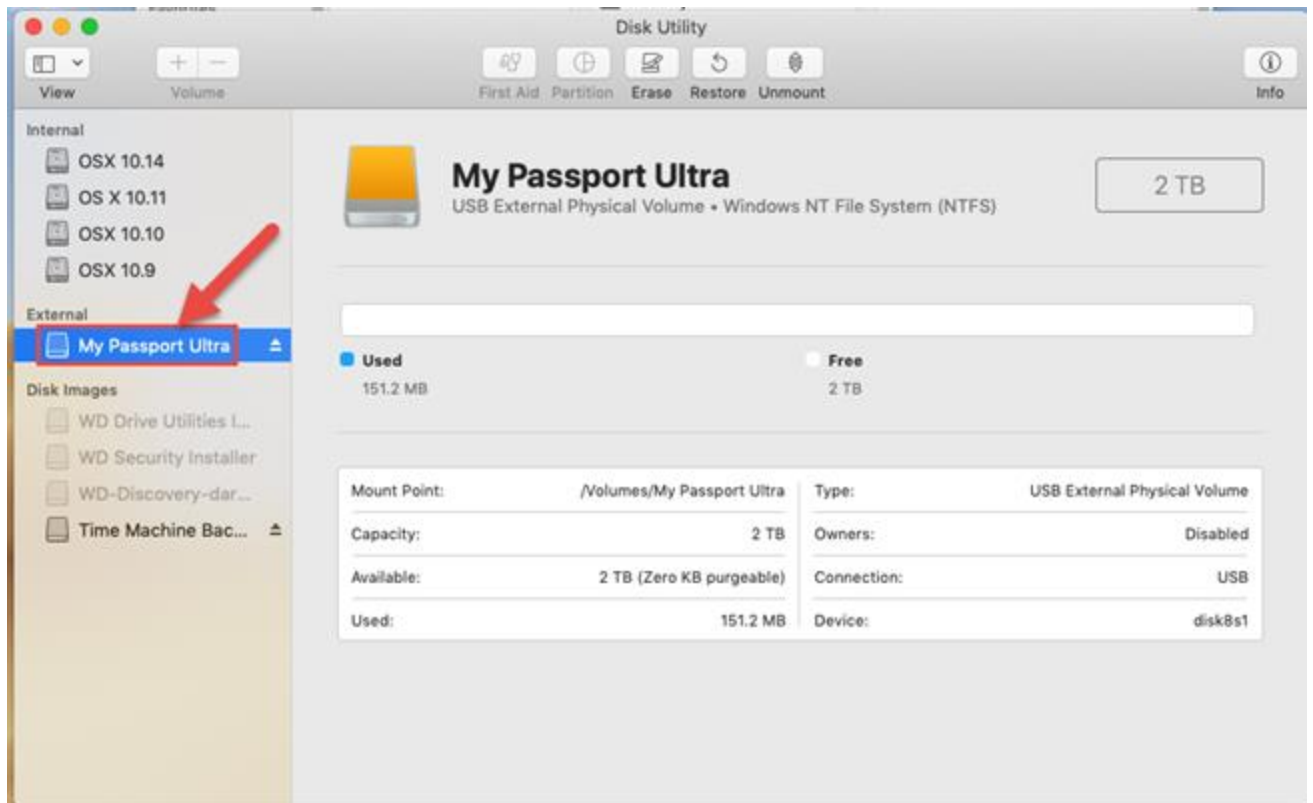 Disk Utility
View
Volume
First Aid
Partition
Erase
Restore
Unmount
Info
Internal
OSX 10.14
OS X 10.11
OSX 10.10
OSX 10.9
External
My Passport Ultra
Disk Images
WD Drive Utilities I...
WD Security Installer
WD-Discovery-dar...
Time Machine Bac...
My Passport Ultra
USB External Physical Volume • Windows NT File System (NTFS)
2 TB
Used
151.2 MB
Free
2 TB
Mount Point: /Volumes/My Passport Ultra
Capacity: 2 TB
Available: 2 TB (Zero KB purgeable)
Used: 151.2 MB
Type: USB External Physical Volume
Owners: Disabled
Connection: USB
Device: disk8s1